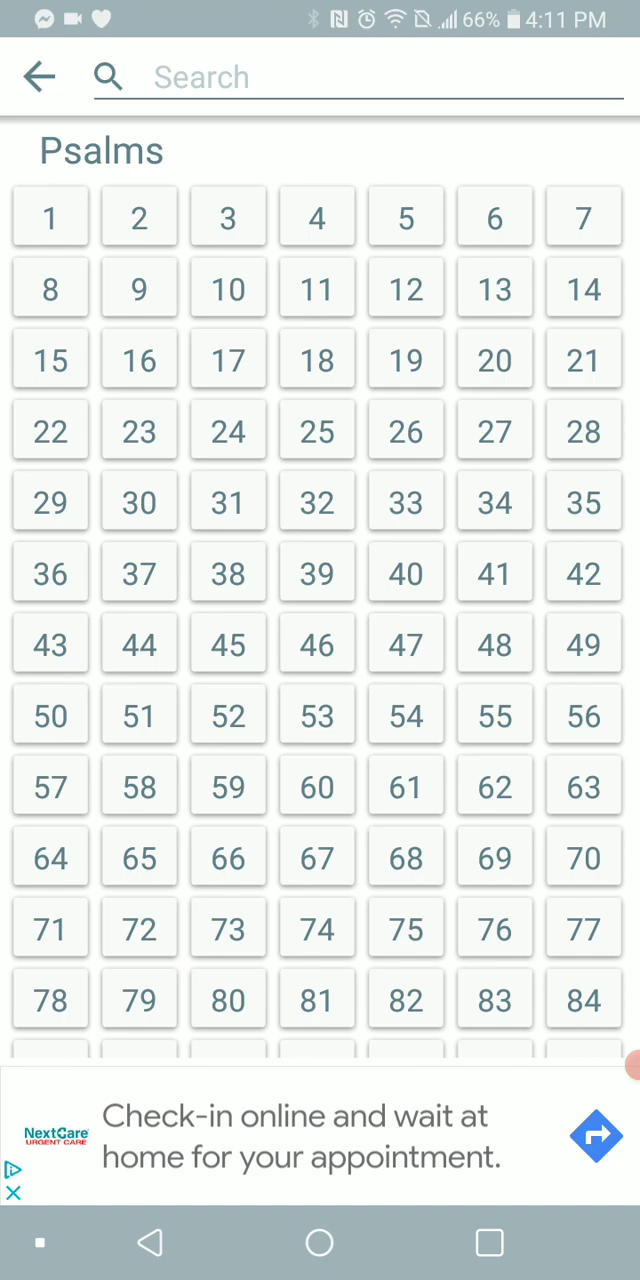 66% 4:11 PM
Search
Psalms
1 2 3 4 5 6 7
8 9 10 11 12 13 14
15 16 17 18 19 20 21
22 23 24 25 26 27 28
29 30 31 32 33 34 35
36 37 38 39 40 41 42
43 44 45 46 47 48 49
50 51 52 53 54 55 56
57 58 59 60 61 62 63
64 65 66 67 68 69 70
71 72 73 74 75 76 77
78 79 80 81 82 83 84
NextCare
URGENT CARE
Check-in online and wait at
home for your appointment.